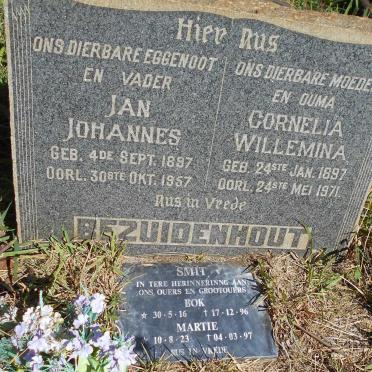 Hier Rus
ONS DIERBARE EGGENOOT
EN VADER
JAN
JOHANNES
GEB. 4DE SEPT. 1897
OORL. 30STE OKT. 1957
ONS DIERBARE MOEDER
EN OUMA
CORNELIA
WILLEMINA
GEB. 24STE JAN. 1897
OORL. 24STE MEI 1971
Rus in Vrede
BEZUIDENHOUT
SMIT
IN TERE HERINNERINNG AAN
ONS OUERS EN GROOTOUERS
BOK
★ 30-5-16 †17-12-96
MARTIE
10-8-23 †04-03-97
RUS IN VREDE